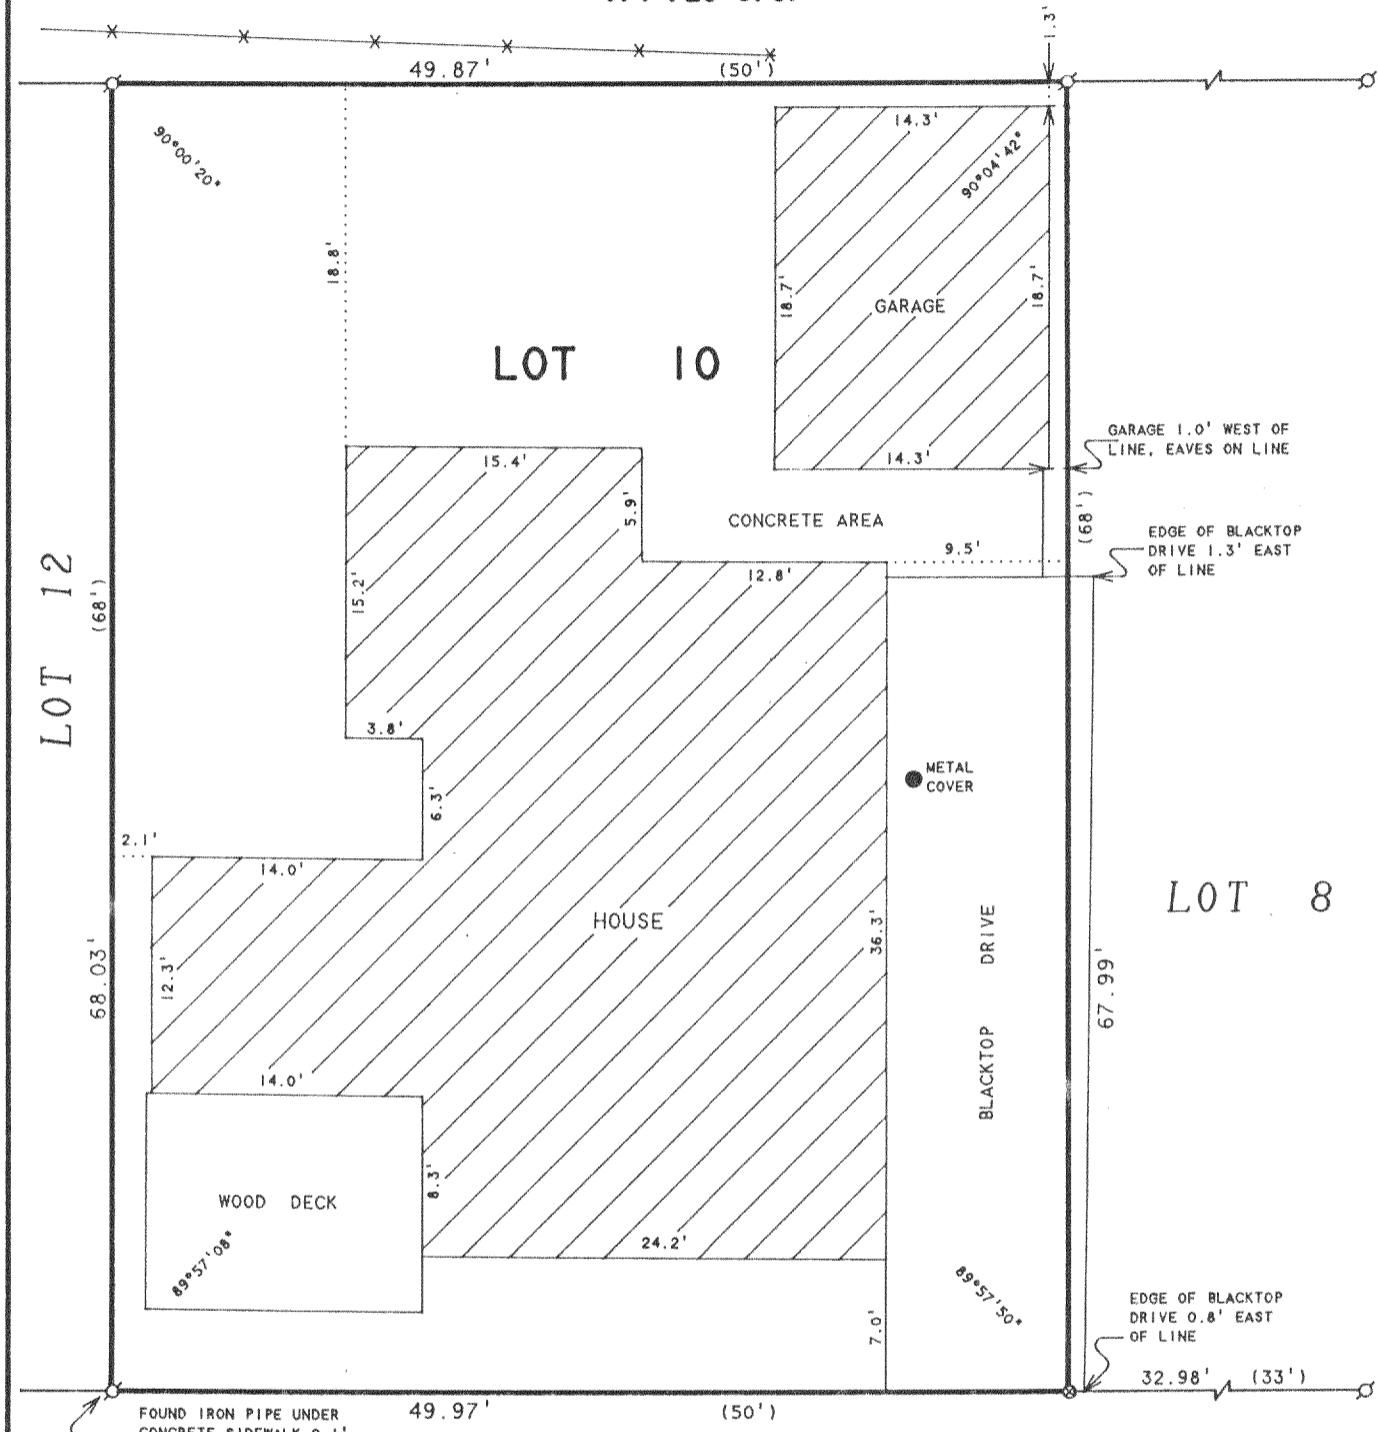 1.3'
49.87' (50')
90°00'20"
14.3'
90°04'42"
18.8'
18.7'
18.7'
GARAGE
LOT 10
GARAGE 1.0' WEST OF
LINE, EAVES ON LINE
15.4'
14.3'
5.9'
CONCRETE AREA
(68')
EDGE OF BLACKTOP
DRIVE 1.3' EAST
OF LINE
9.5'
12.8'
LOT 12
(68')
15.2'
3.8'
METAL
COVER
6.3'
2.1'
14.0'
HOUSE
36.3'
LOT 8
68.03'
12.3'
BLACKTOP DRIVE
67.99'
14.0'
8.3'
WOOD DECK
24.2'
89°57'08"
89°57'50"
7.0'
EDGE OF BLACKTOP
DRIVE 0.8' EAST
OF LINE
32.98' (33')
49.97' (50')
FOUND IRON PIPE UNDER
CONCRETE SIDEWALK 0.1'